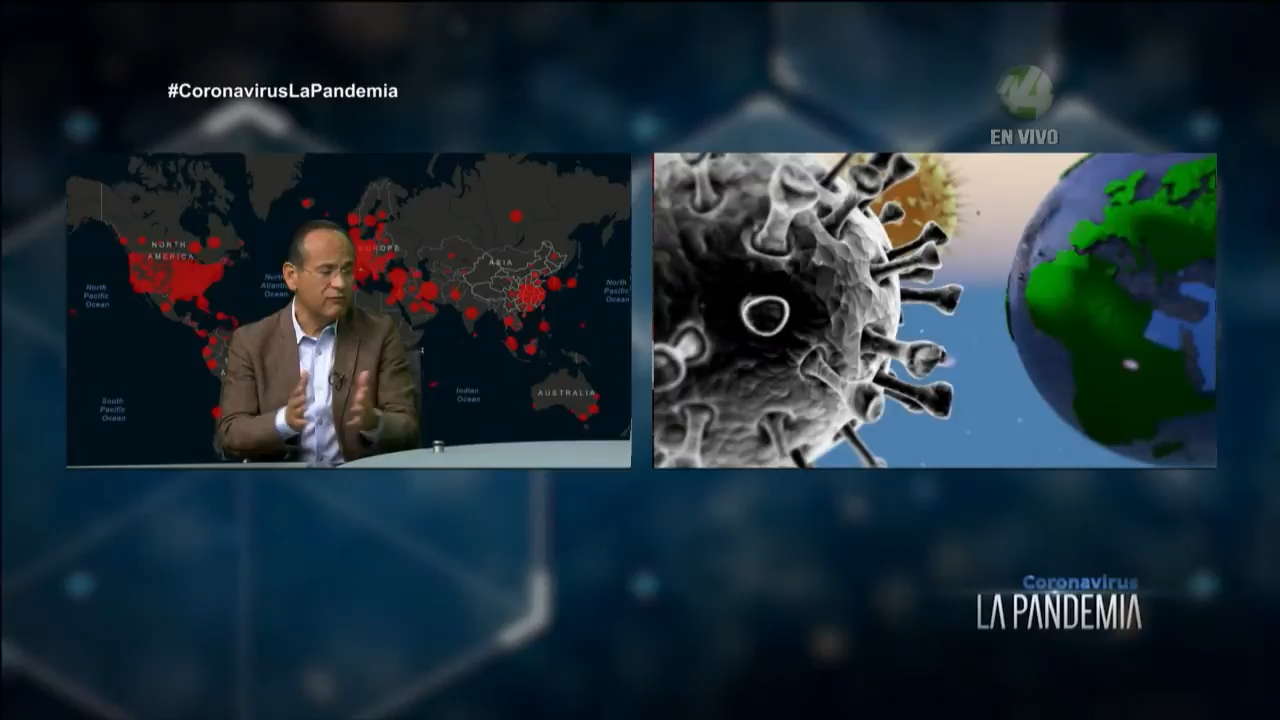 #CoronavirusLaPandemia
4
EN VIVO
NORTH
AMERICA
EUROPE
ASIA
North
Pacific
Ocean
North
Atlantic
Ocean
North
Pacific
Ocean
South
Pacific
Ocean
Indian
Ocean
AUSTRALIA
Coronavirus
LA PANDEMIA